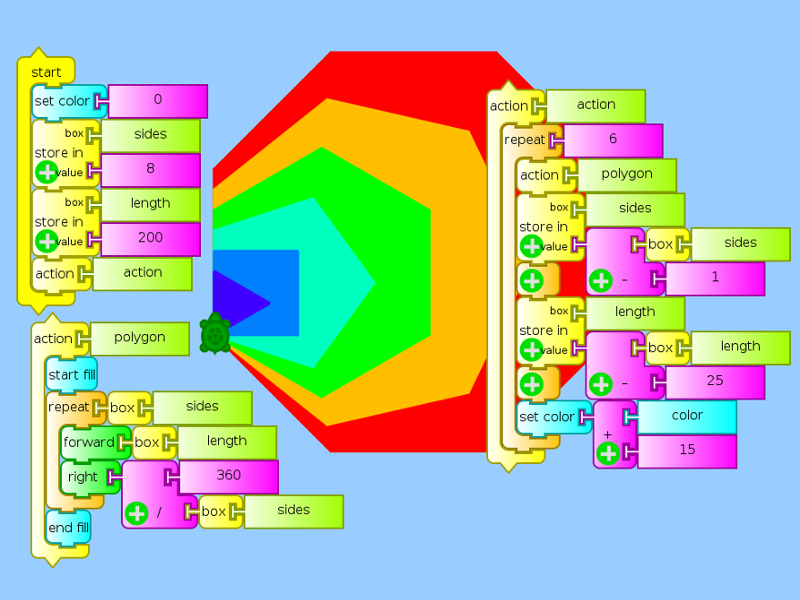 start
set color 0
box sides
store in
value 8
box length
store in
value 200
action action
action polygon
start fill
repeat box sides
forward box length
right 360
/ box sides
end fill
action action
repeat 6
action polygon
box sides
store in
value box sides
- 1
box length
store in
value box length
- 25
set color color
+
15